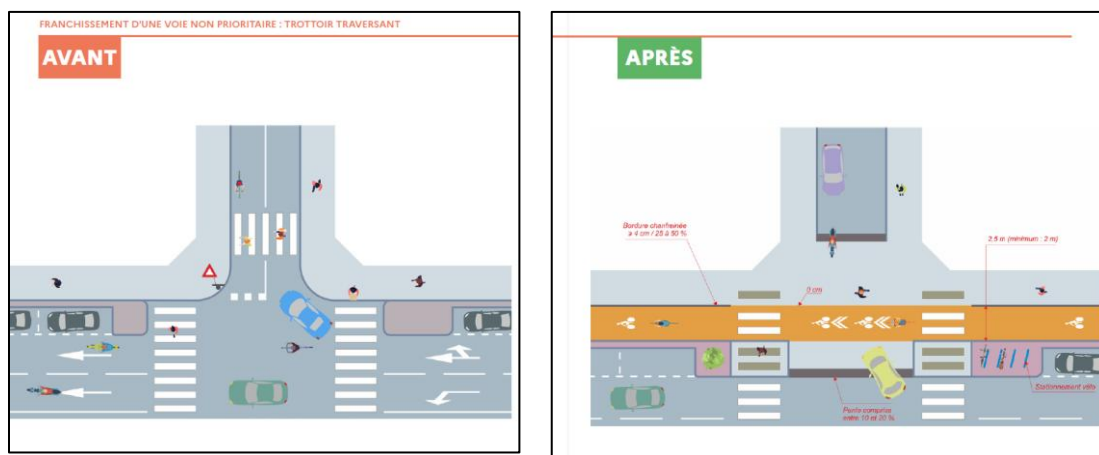 FRANCHISSEMENT D'UNE VOIE NON PRIORITAIRE : TROTTOIR TRAVERSANT
AVANT
APRÈS
Bordure chanfreinée
≥ 4 cm / 25 à 50 %
2.5 m (minimum : 2 m)
0 cm
Stationnement vélo
Pente comprise
entre 10 et 20 %